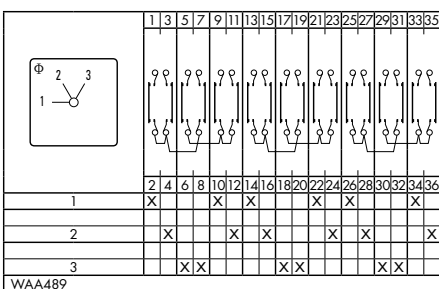 1 3 5 7 9 11 13 15 17 19 21 23 25 27 29 31 33 35
Φ
2 3
1
2 4 6 8 10 12 14 16 18 20 22 24 26 28 30 32 34 36
1 X X X X X X
2 X X X X X X
3 X X X X X X
WAA489